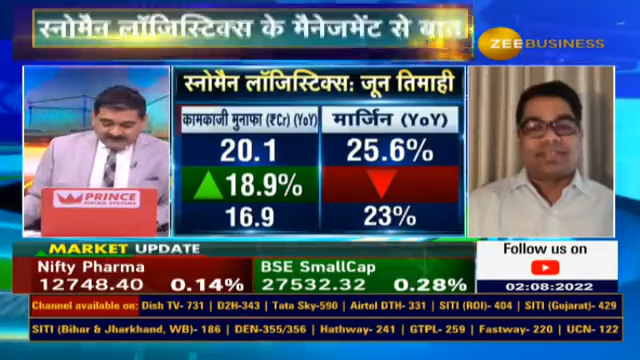 स्नोमैन लॉजिस्टिक्स के मैनेजमेंट से बात
ZEEBUSINESS
स्नोमैन लॉजिस्टिक्स: जून तिमाही
कामकाजी मुनाफा (₹Cr) (YoY) मार्जिन (YoY)
20.1 25.6%
18.9%
16.9 23%
PRINCE
PIPING SYSTEMS
MARKET UPDATE
Nifty Pharma BSE SmallCap
12748.40 0.14% 27532.32 0.28%
Follow us on
02:08:2022
Channel available on: Dish TV- 731 | D2H-343 | Tata Sky-590 | Airtel DTH- 331 | SITI (ROI)- 404 | SITI (Gujarat)- 429
SITI (Bihar & Jharkhand, WB)- 186 | DEN-355/356 | Hathway- 241 | GTPL- 259 | Fastway- 220 | UCN- 122